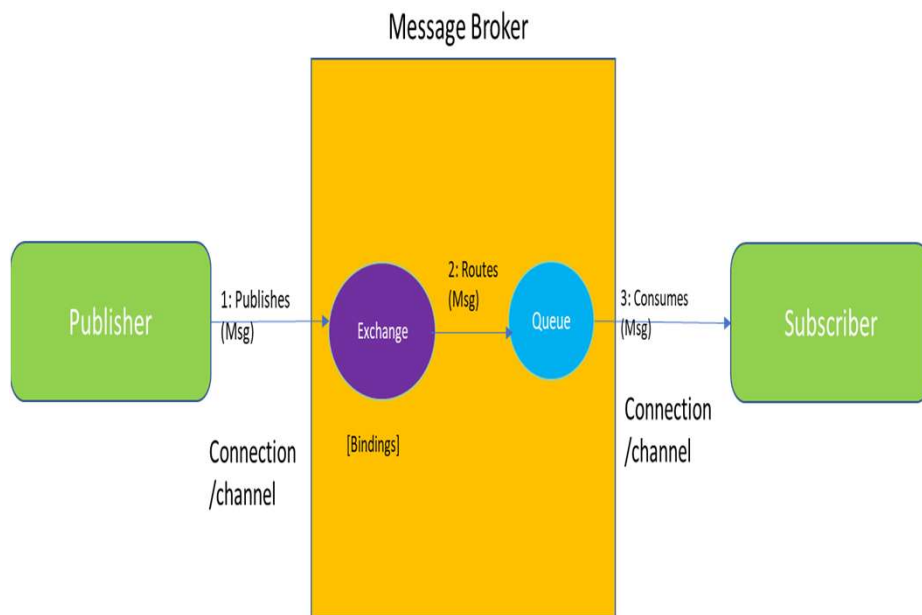 Message Broker
Publisher
1: Publishes
(Msg)
Exchange
2: Routes
(Msg)
Queue
3: Consumes
(Msg)
Subscriber
Connection
/channel
[Bindings]
Connection
/channel